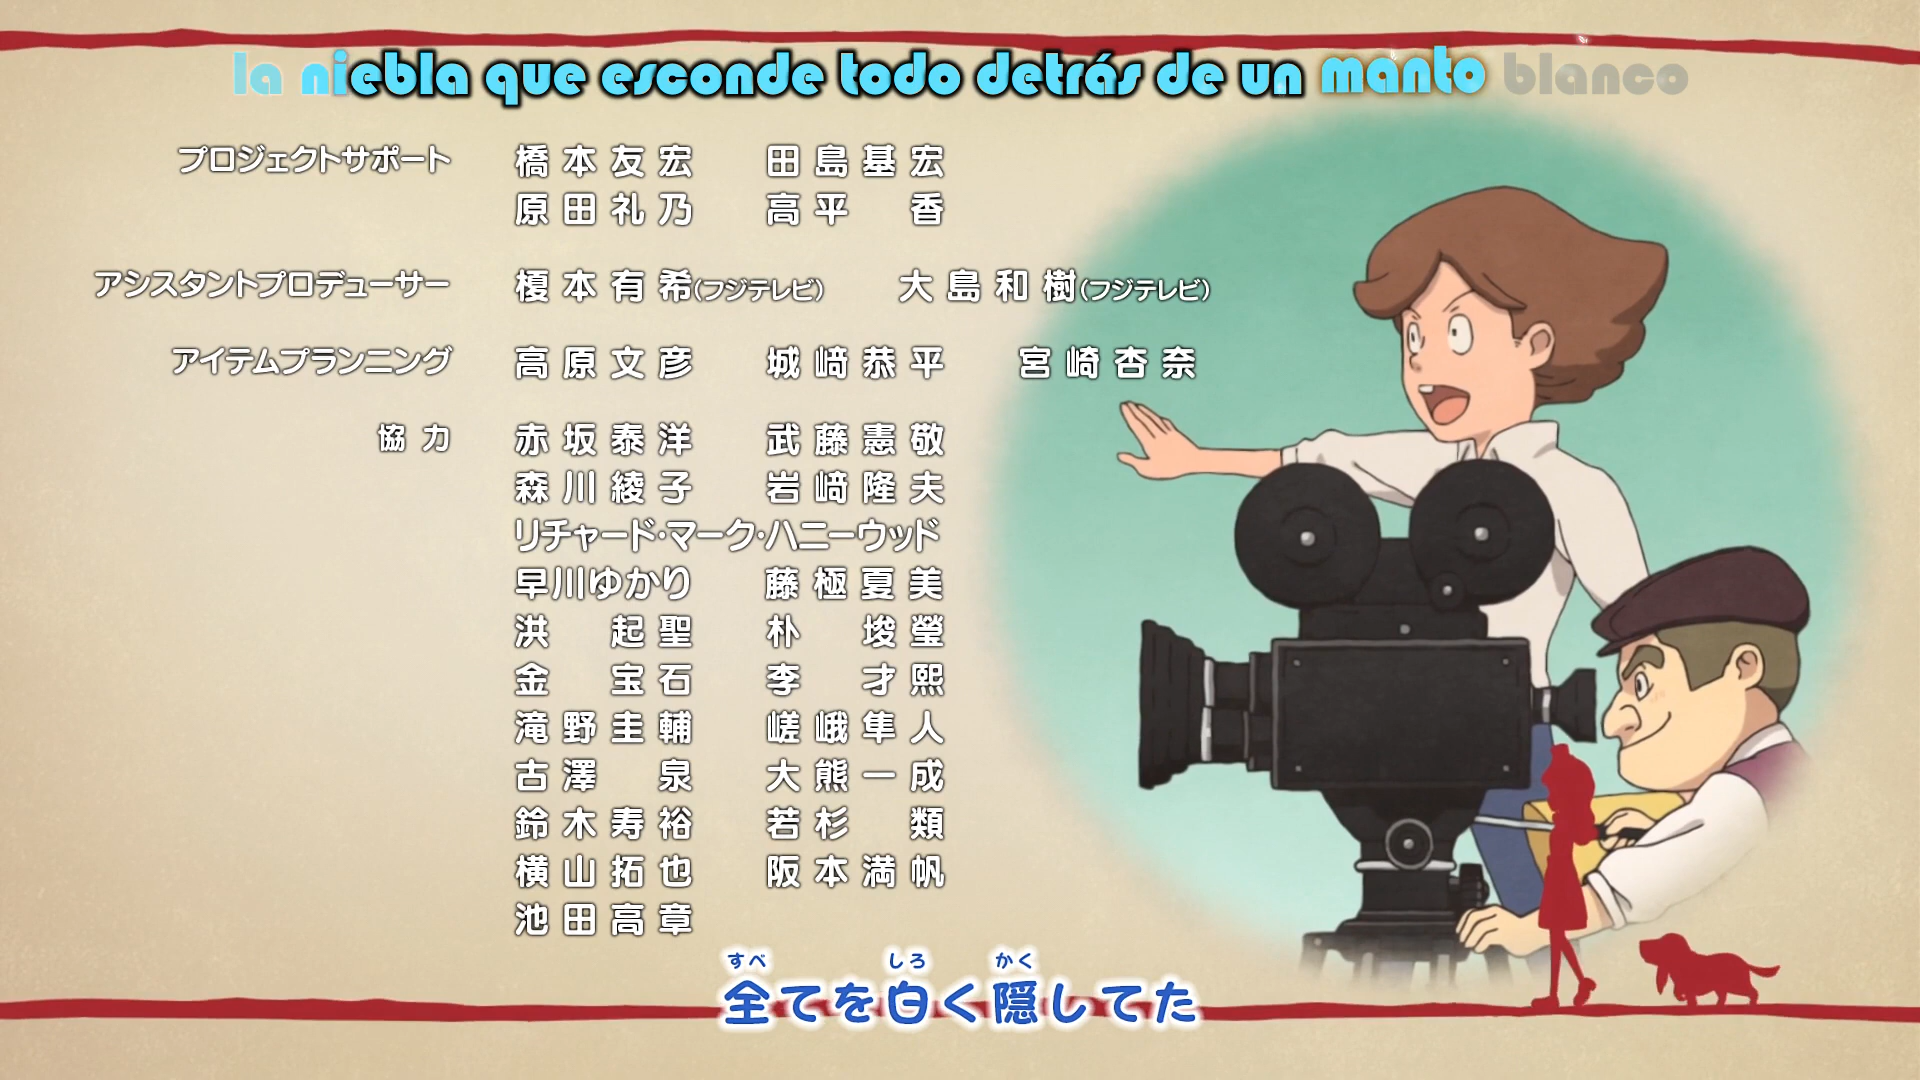 la niebla que esconde todo detrás de un manto blanco
プロジェクトサポート 橋本友宏 田島基宏
原田礼乃 高平 香
アシスタントプロデューサー 榎本有希(フジテレビ) 大島和樹(フジテレビ)
アイテムプランニング 高原文彦 城﨑恭平 宮崎杏奈
協力 赤坂泰洋 武藤憲敬
森川綾子 岩﨑隆夫
リチャード・マーク・ハニーウッド
早川ゆかり 藤極夏美
洪 起聖 朴 埈瑩
金 宝石 李 才熙
滝野圭輔 嵯峨隼人
古澤 泉 大熊一成
鈴木寿裕 若杉 類
横山拓也 阪本満帆
池田高章
すべ しろ かく
全てを白く隠してた